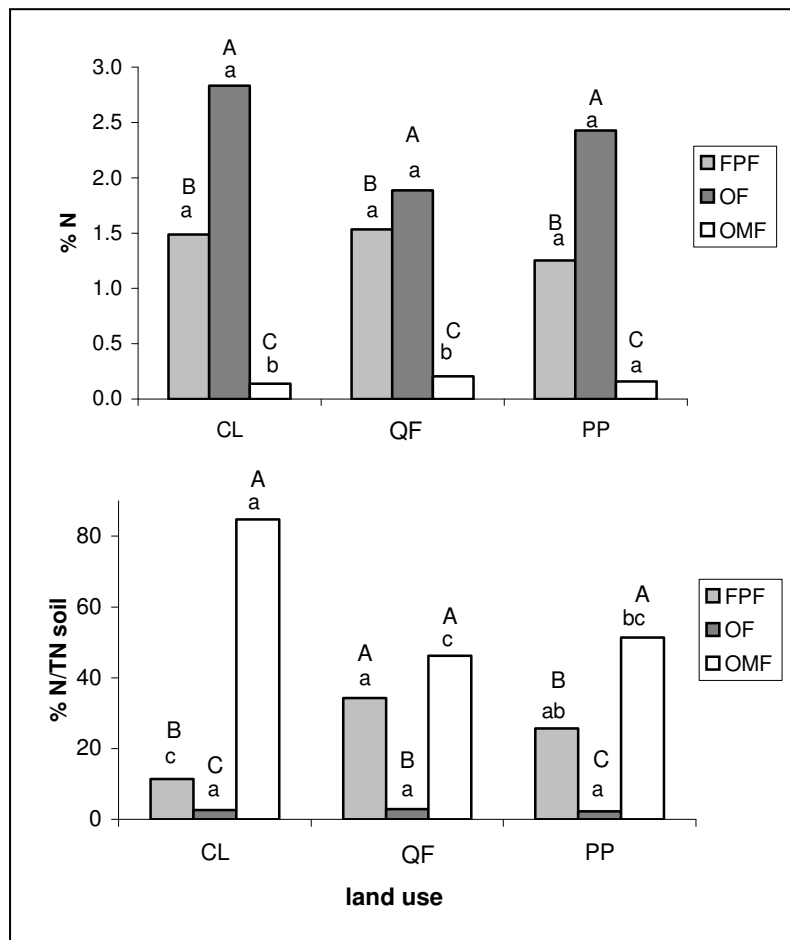 A
3.0 a
A
2.5 A a
a
2.0 B B
a a B
1.5 a
% N
1.0
0.5 C C C
b b a
0.0
CL QF PP
FPF
OF
OMF
A
a
80
60 A A
A c bc
40 a B
ab
20 B C B C
c a a a
0
% N/TN soil
CL QF PP
land use
FPF
OF
OMF